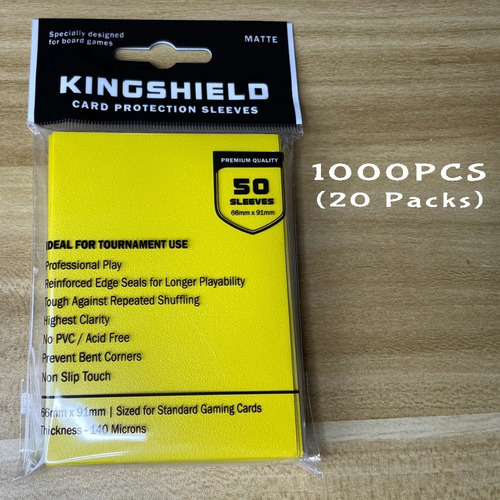 Specially designed
for board games
MATTE
KINGSHIELD
CARD PROTECTION SLEEVES
PREMIUM QUALITY
50
SLEEVES
66mm x 91mm
1000PCS
(20 Packs)
IDEAL FOR TOURNAMENT USE
Professional Play
Reinforced Edge Seals for Longer Playability
Tough Against Repeated Shuffling
Highest Clarity
No PVC / Acid Free
Prevent Bent Corners
Non Slip Touch
66mm x 91mm | Sized for Standard Gaming Cards
Thickness - 140 Microns